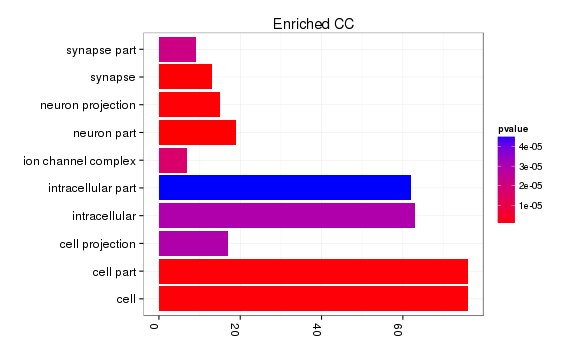 Enriched CC
synapse part
synapse
neuron projection
neuron part
ion channel complex
intracellular part
intracellular
cell projection
cell part
cell
0
20
40
60
pvalue
4e-05
3e-05
2e-05
1e-05